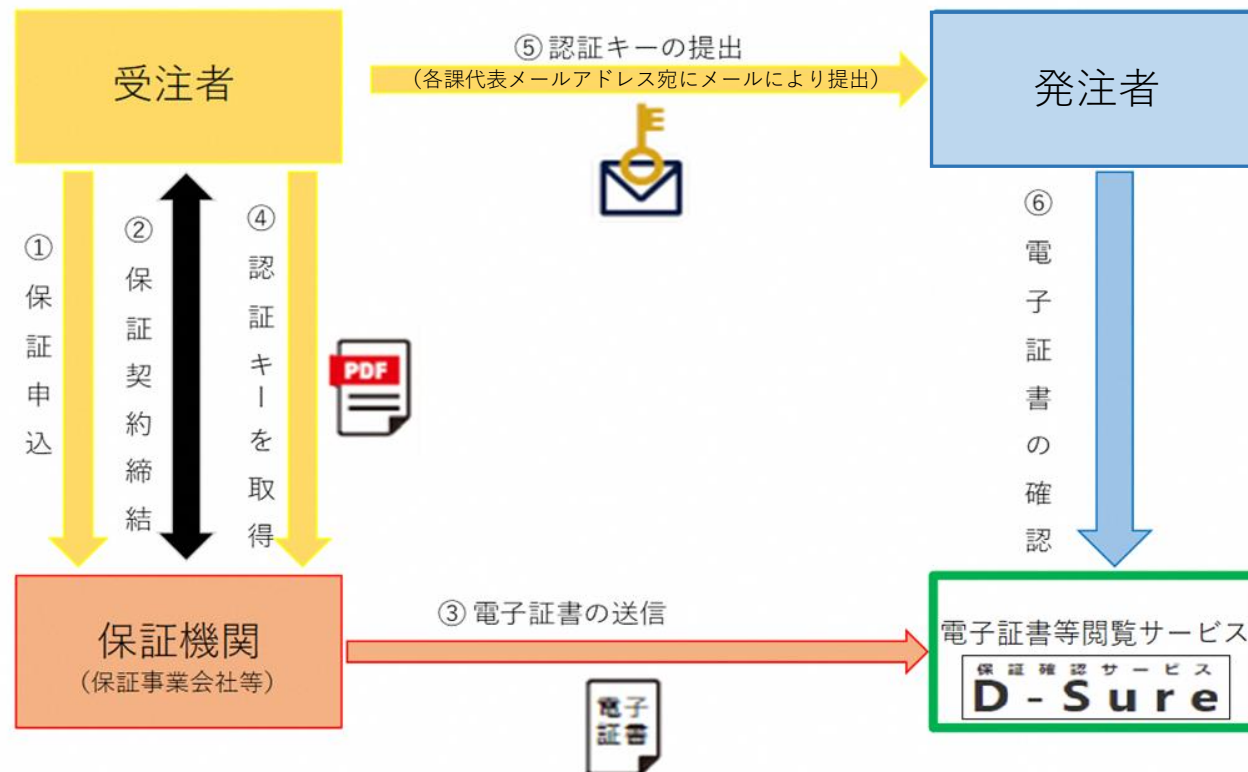 ⑤ 認証キーの提出
（各課代表メールアドレス宛にメールにより提出）
受注者
発注者
①保証申込
②保証契約締結
④認証キーを取得
PDF
⑥電子証書の確認
③ 電子証書の送信
保証機関
（保証事業会社等）
電子証書等閲覧サービス
保証確認サービス
D-Sure
電子
証書